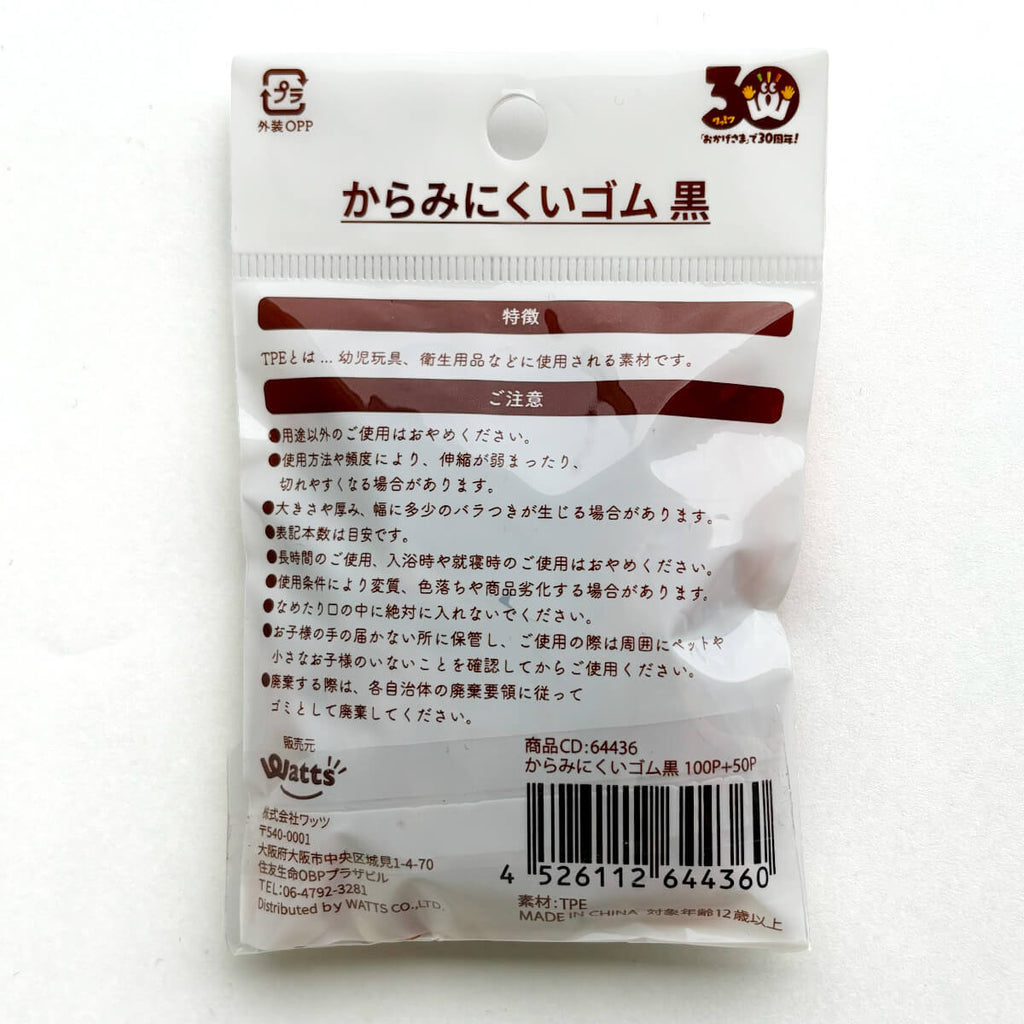 プラ
外装OPP
30
ワッツ
「おかげさま」で30周年!
からみにくいゴム 黒
特徴
TPEとは... 幼児玩具、衛生用品などに使用される素材です。
ご注意
●用途以外のご使用はおやめください。
●使用方法や頻度により、伸縮が弱まったり、
切れやすくなる場合があります。
●大きさや厚み、幅に多少のバラつきが生じる場合があります。
●表記本数は目安です。
●長時間のご使用、入浴時や就寝時のご使用はおやめください。
●使用条件により変質、色落ちや商品劣化する場合があります。
●なめたり口の中に絶対に入れないでください。
●お子様の手の届かない所に保管し、ご使用の際は周囲にペットや
小さなお子様のいないことを確認してからご使用ください。
●廃棄する際は、各自治体の廃棄要領に従って
ゴミとして廃棄してください。
販売元
Watts
株式会社ワッツ
〒540-0001
大阪府大阪市中央区城見1-4-70
住友生命OBPプラザビル
TEL:06-4792-3281
Distributed by WATTS CO.,LTD.
商品CD:64436
からみにくいゴム黒 100P+50P
4 526112 644360
素材:TPE
MADE IN CHINA 対象年齢12歳以上